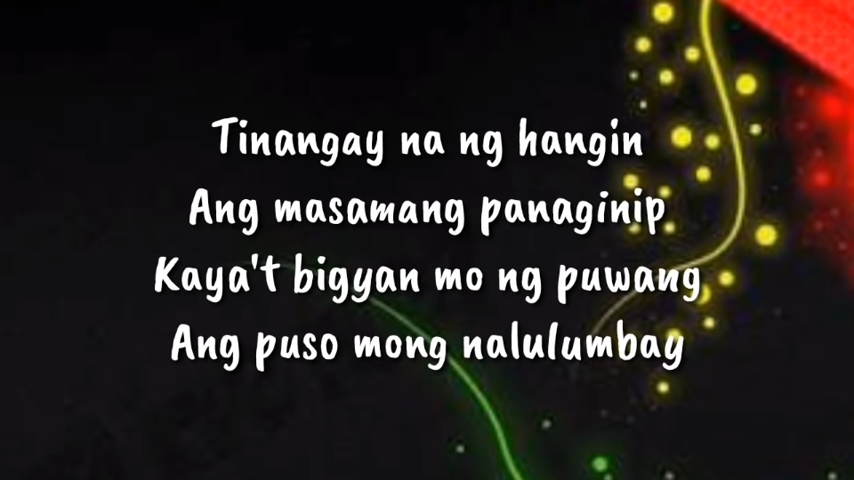 Tinangay na ng hangin
Ang masamang panaginip
Kaya't bigyan mo ng puwang
Ang puso mong nalulumbay